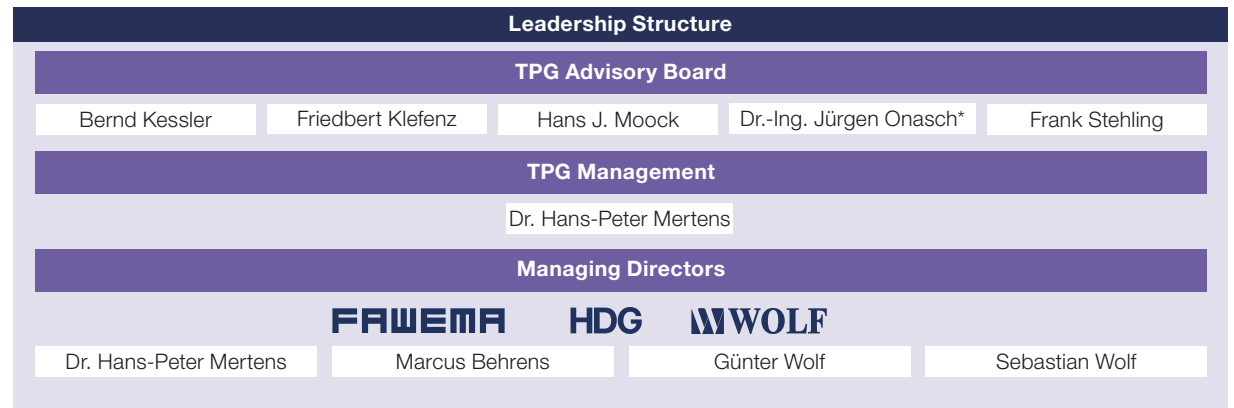 Leadership Structure
TPG Advisory Board
Bernd Kessler
Friedbert Klefenz
Hans J. Moock
Dr.-Ing. Jürgen Onasch*
Frank Stehling
TPG Management
Dr. Hans-Peter Mertens
Managing Directors
FAWEMA HDG WOLF
Dr. Hans-Peter Mertens
Marcus Behrens
Günter Wolf
Sebastian Wolf